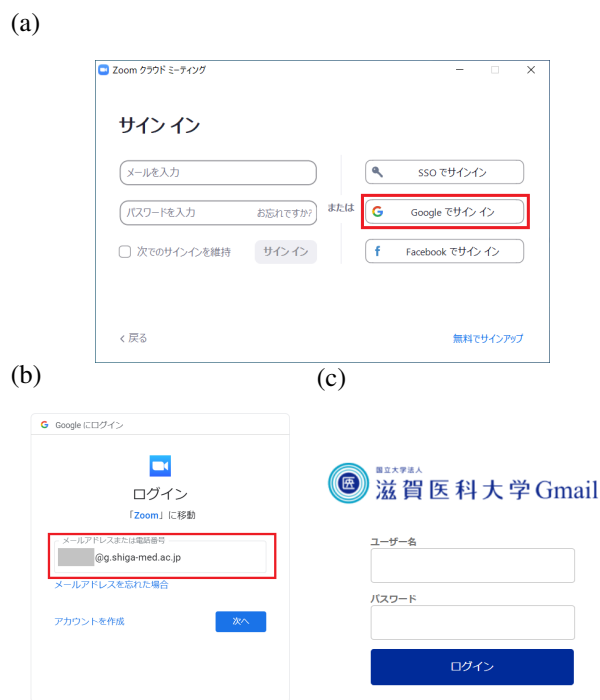 (a)
Zoom クラウド ミーティング
サイン イン
メールを入力
パスワードを入力 お忘れですか?
次でのサインインを維持 サイン イン
または
SSO でサインイン
G Google でサイン イン
f Facebook でサイン イン
< 戻る 無料でサインアップ
(b)
G Google にログイン
ログイン
「Zoom」に移動
メールアドレスまたは電話番号
@g.shiga-med.ac.jp
メールアドレスを忘れた場合
アカウントを作成 次へ
(c)
国立大学法人
医 滋賀医科大学 Gmail
ユーザー名
パスワード
ログイン